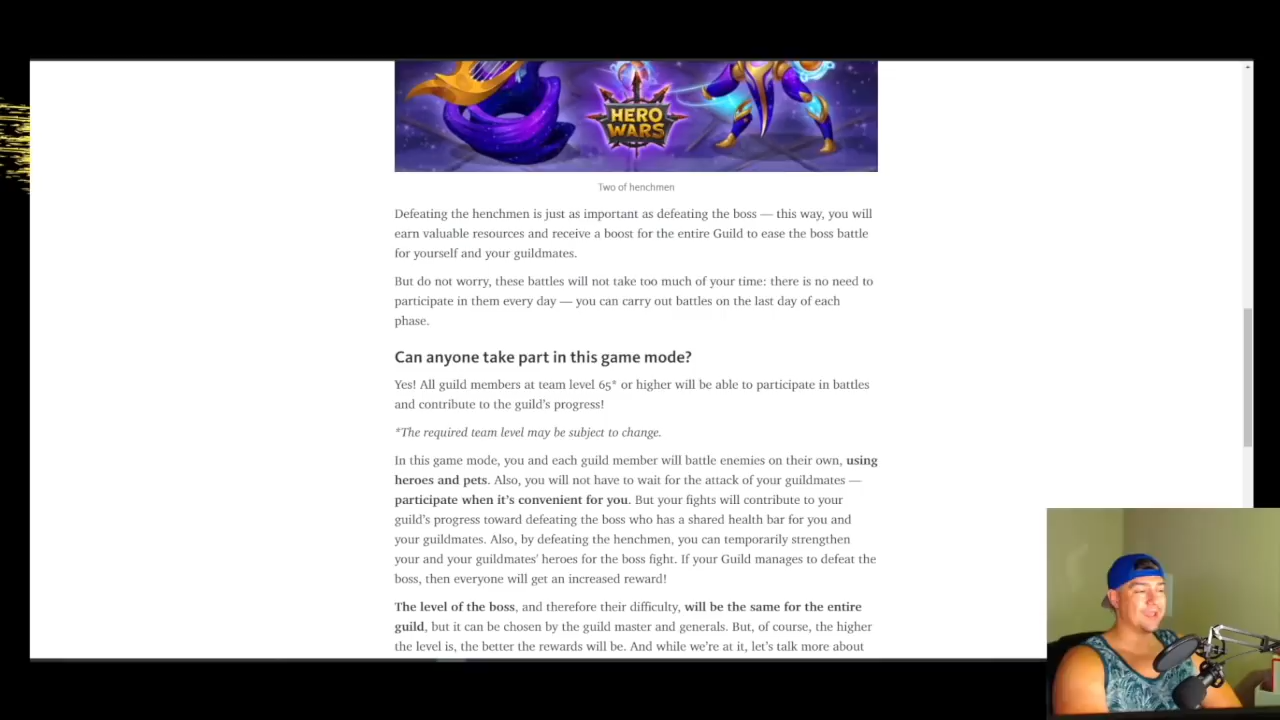 HERO
WARS
Two of henchmen
Defeating the henchmen is just as important as defeating the boss — this way, you will
earn valuable resources and receive a boost for the entire Guild to ease the boss battle
for yourself and your guildmates.
But do not worry, these battles will not take too much of your time: there is no need to
participate in them every day — you can carry out battles on the last day of each
phase.
Can anyone take part in this game mode?
Yes! All guild members at team level 65* or higher will be able to participate in battles
and contribute to the guild's progress!
*The required team level may be subject to change.
In this game mode, you and each guild member will battle enemies on their own, using
heroes and pets. Also, you will not have to wait for the attack of your guildmates —
participate when it's convenient for you. But your fights will contribute to your
guild's progress toward defeating the boss who has a shared health bar for you and
your guildmates. Also, by defeating the henchmen, you can temporarily strengthen
your and your guildmates' heroes for the boss fight. If your Guild manages to defeat the
boss, then everyone will get an increased reward!
The level of the boss, and therefore their difficulty, will be the same for the entire
guild, but it can be chosen by the guild master and generals. But, of course, the higher
the level is, the better the rewards will be. And while we're at it, let's talk more about